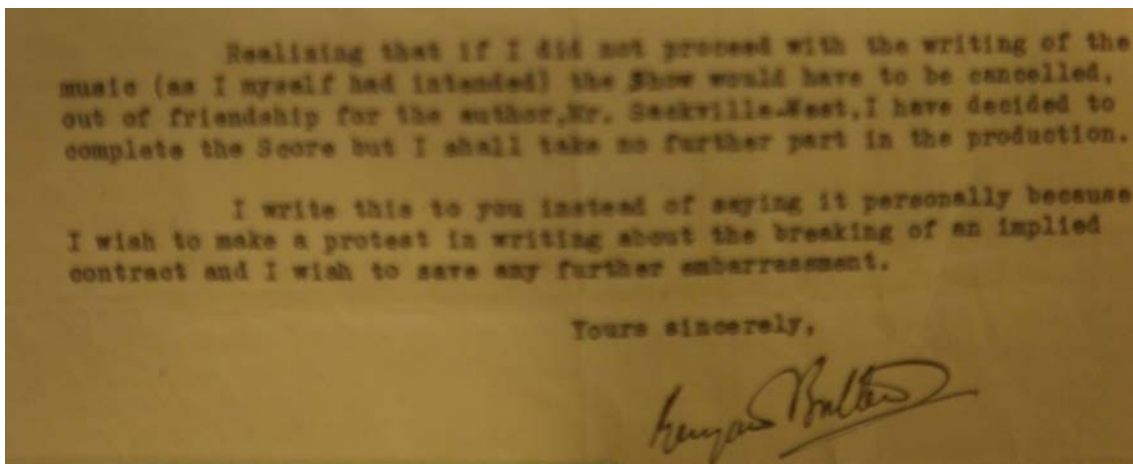 Realising that if I did not proceed with the writing of the
music (as I myself had intended) the Show would have to be cancelled,
out of friendship for the author,Mr. Sackville-West,I have decided to
complete the Score but I shall take no further part in the production.
I write this to you instead of saying it personally because
I wish to make a protest in writing about the breaking of an implied
contract and I wish to save any further embarrassment.
Yours sincerely,
Benjamin Britten